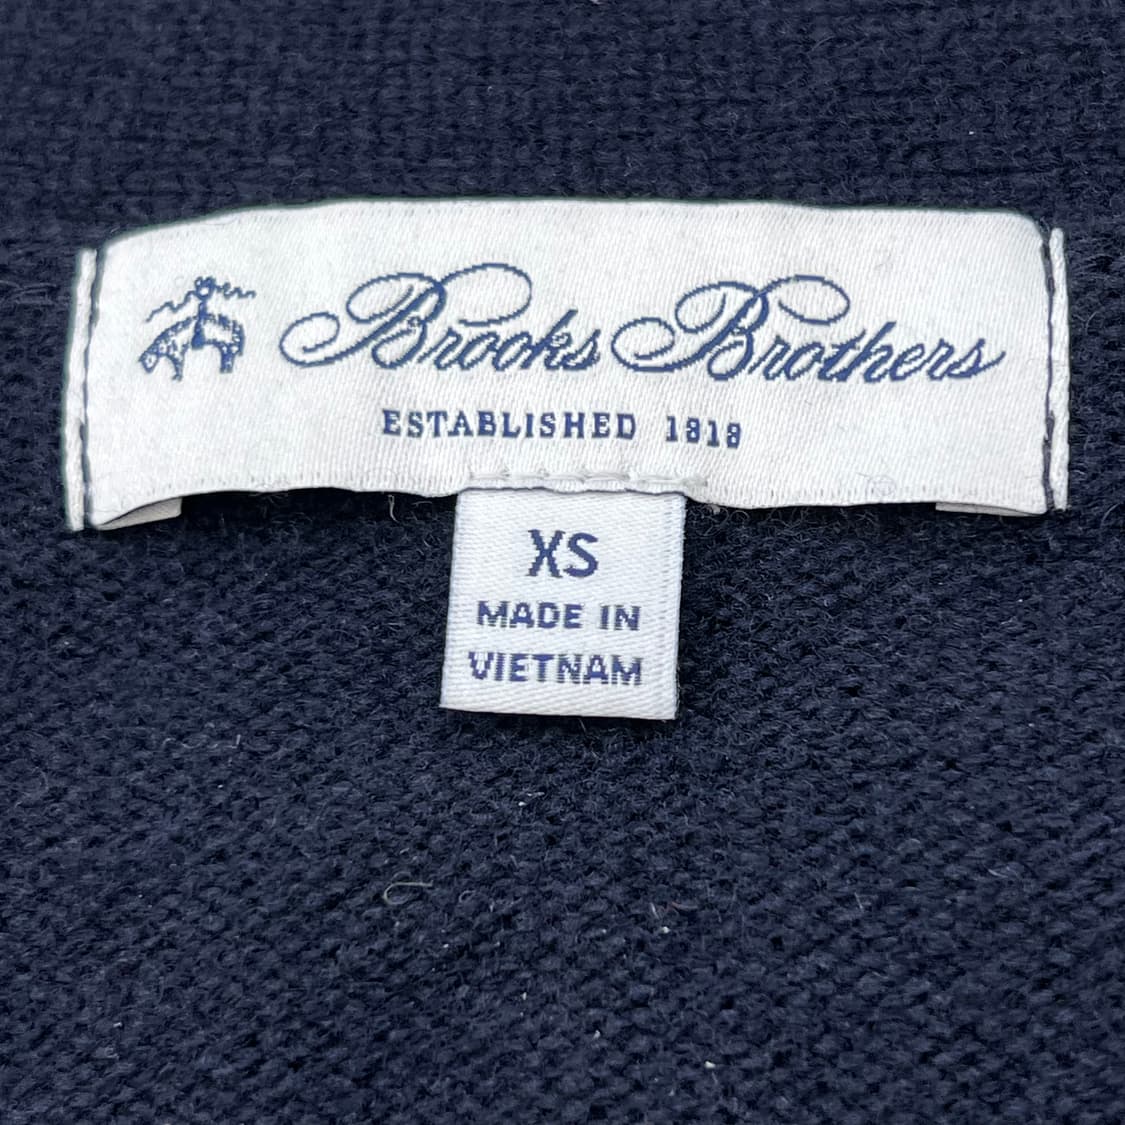 Brooks Brothers
ESTABLISHED 1818
XS
MADE IN
VIETNAM